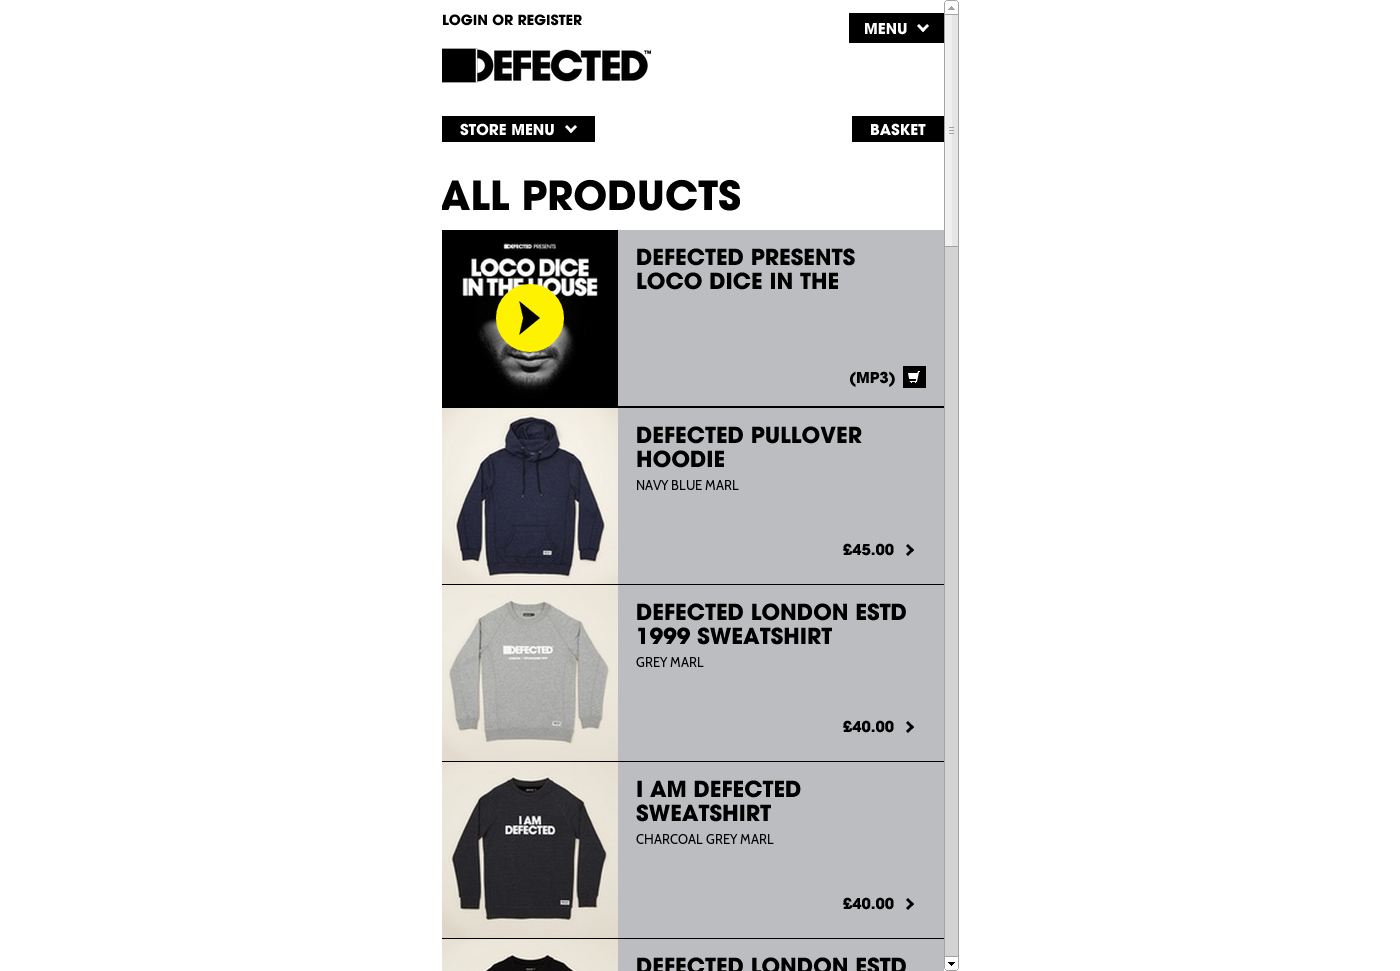 LOGIN OR REGISTER
MENU
DEFECTED™
STORE MENU
BASKET
ALL PRODUCTS
DEFECTED PRESENTS
LOCO DICE
IN THE HOUSE
DEFECTED PRESENTS
LOCO DICE IN THE
(MP3)
DEFECTED PULLOVER
HOODIE
NAVY BLUE MARL
£45.00
DEFECTED
DEFECTED LONDON ESTD
1999 SWEATSHIRT
GREY MARL
£40.00
I AM
DEFECTED
I AM DEFECTED
SWEATSHIRT
CHARCOAL GREY MARL
£40.00
DEFECTED LONDON ESTD